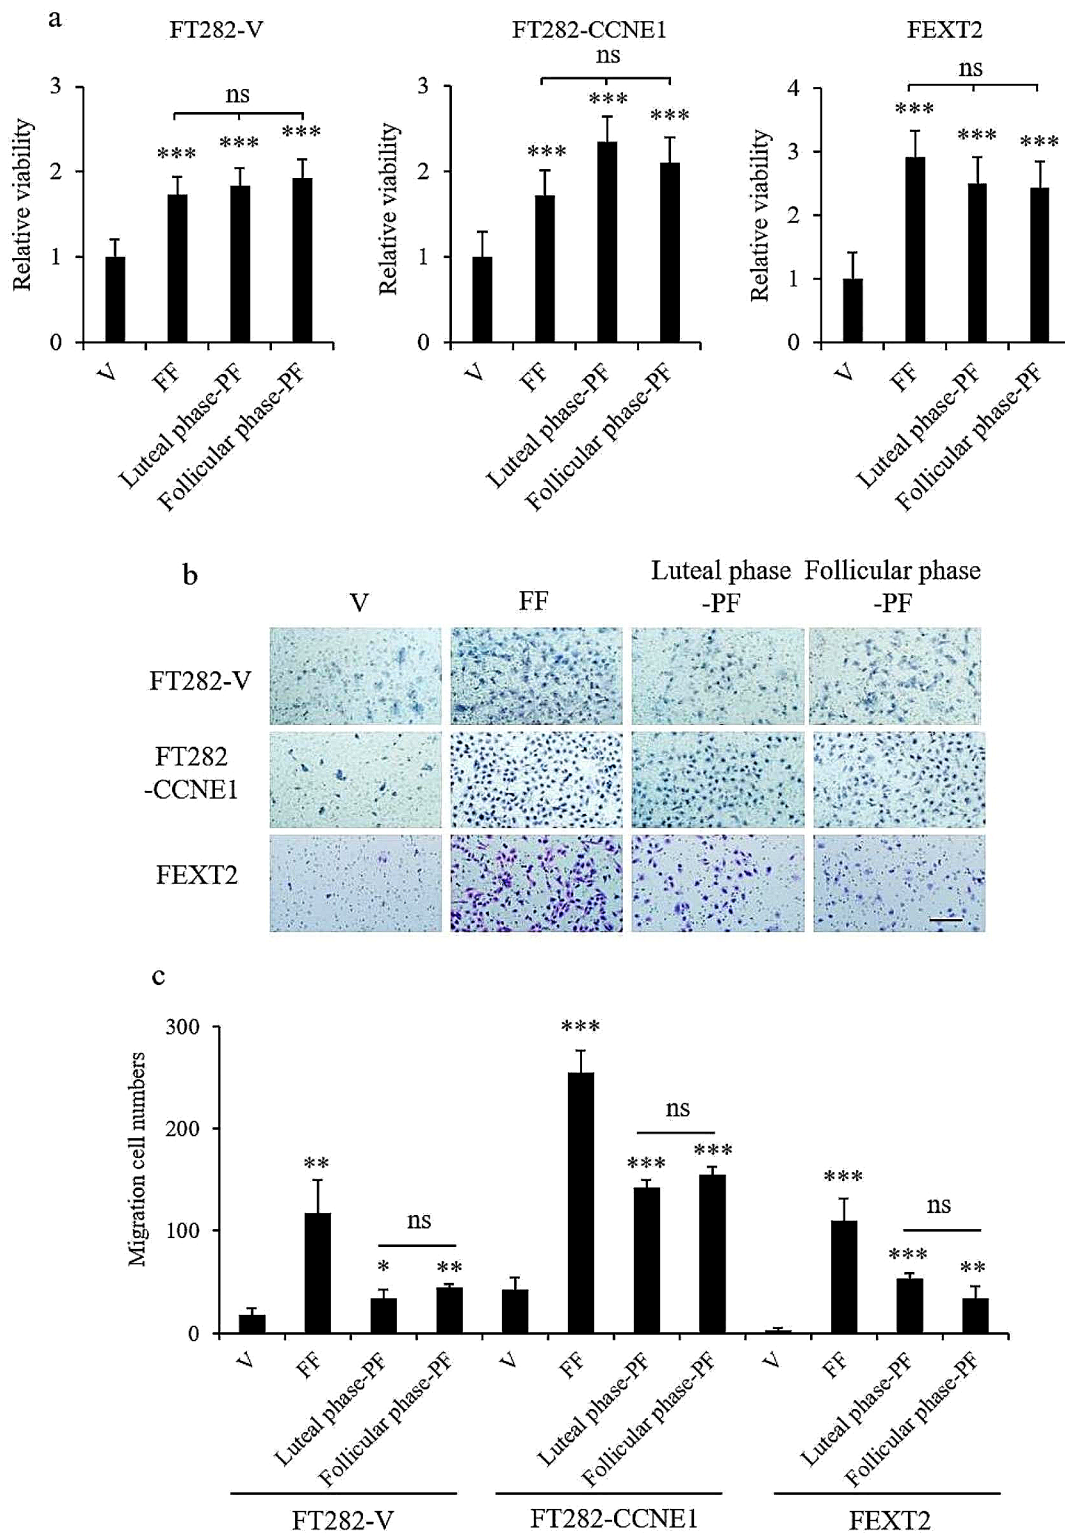 a
FT282-V
FT282-CCNE1
FEXT2
Relative viability
3
2
1
0
ns
***
***
***
V
FF
Luteal phase-PF
Follicular phase-PF
Relative viability
3
2
1
0
ns
***
***
***
V
FF
Luteal phase-PF
Follicular phase-PF
Relative viability
4
3
2
1
0
ns
***
***
***
V
FF
Luteal phase-PF
Follicular phase-PF
b
V
FF
Luteal phase
-PF
Follicular phase
-PF
FT282-V
FT282
-CCNE1
FEXT2
c
Migration cell numbers
300
200
100
0
**
*
**
ns
***
***
***
ns
***
***
**
ns
V
FF
Luteal phase-PF
Follicular phase-PF
V
FF
Luteal phase-PF
Follicular phase-PF
V
FF
Luteal phase-PF
Follicular phase-PF
FT282-V
FT282-CCNE1
FEXT2